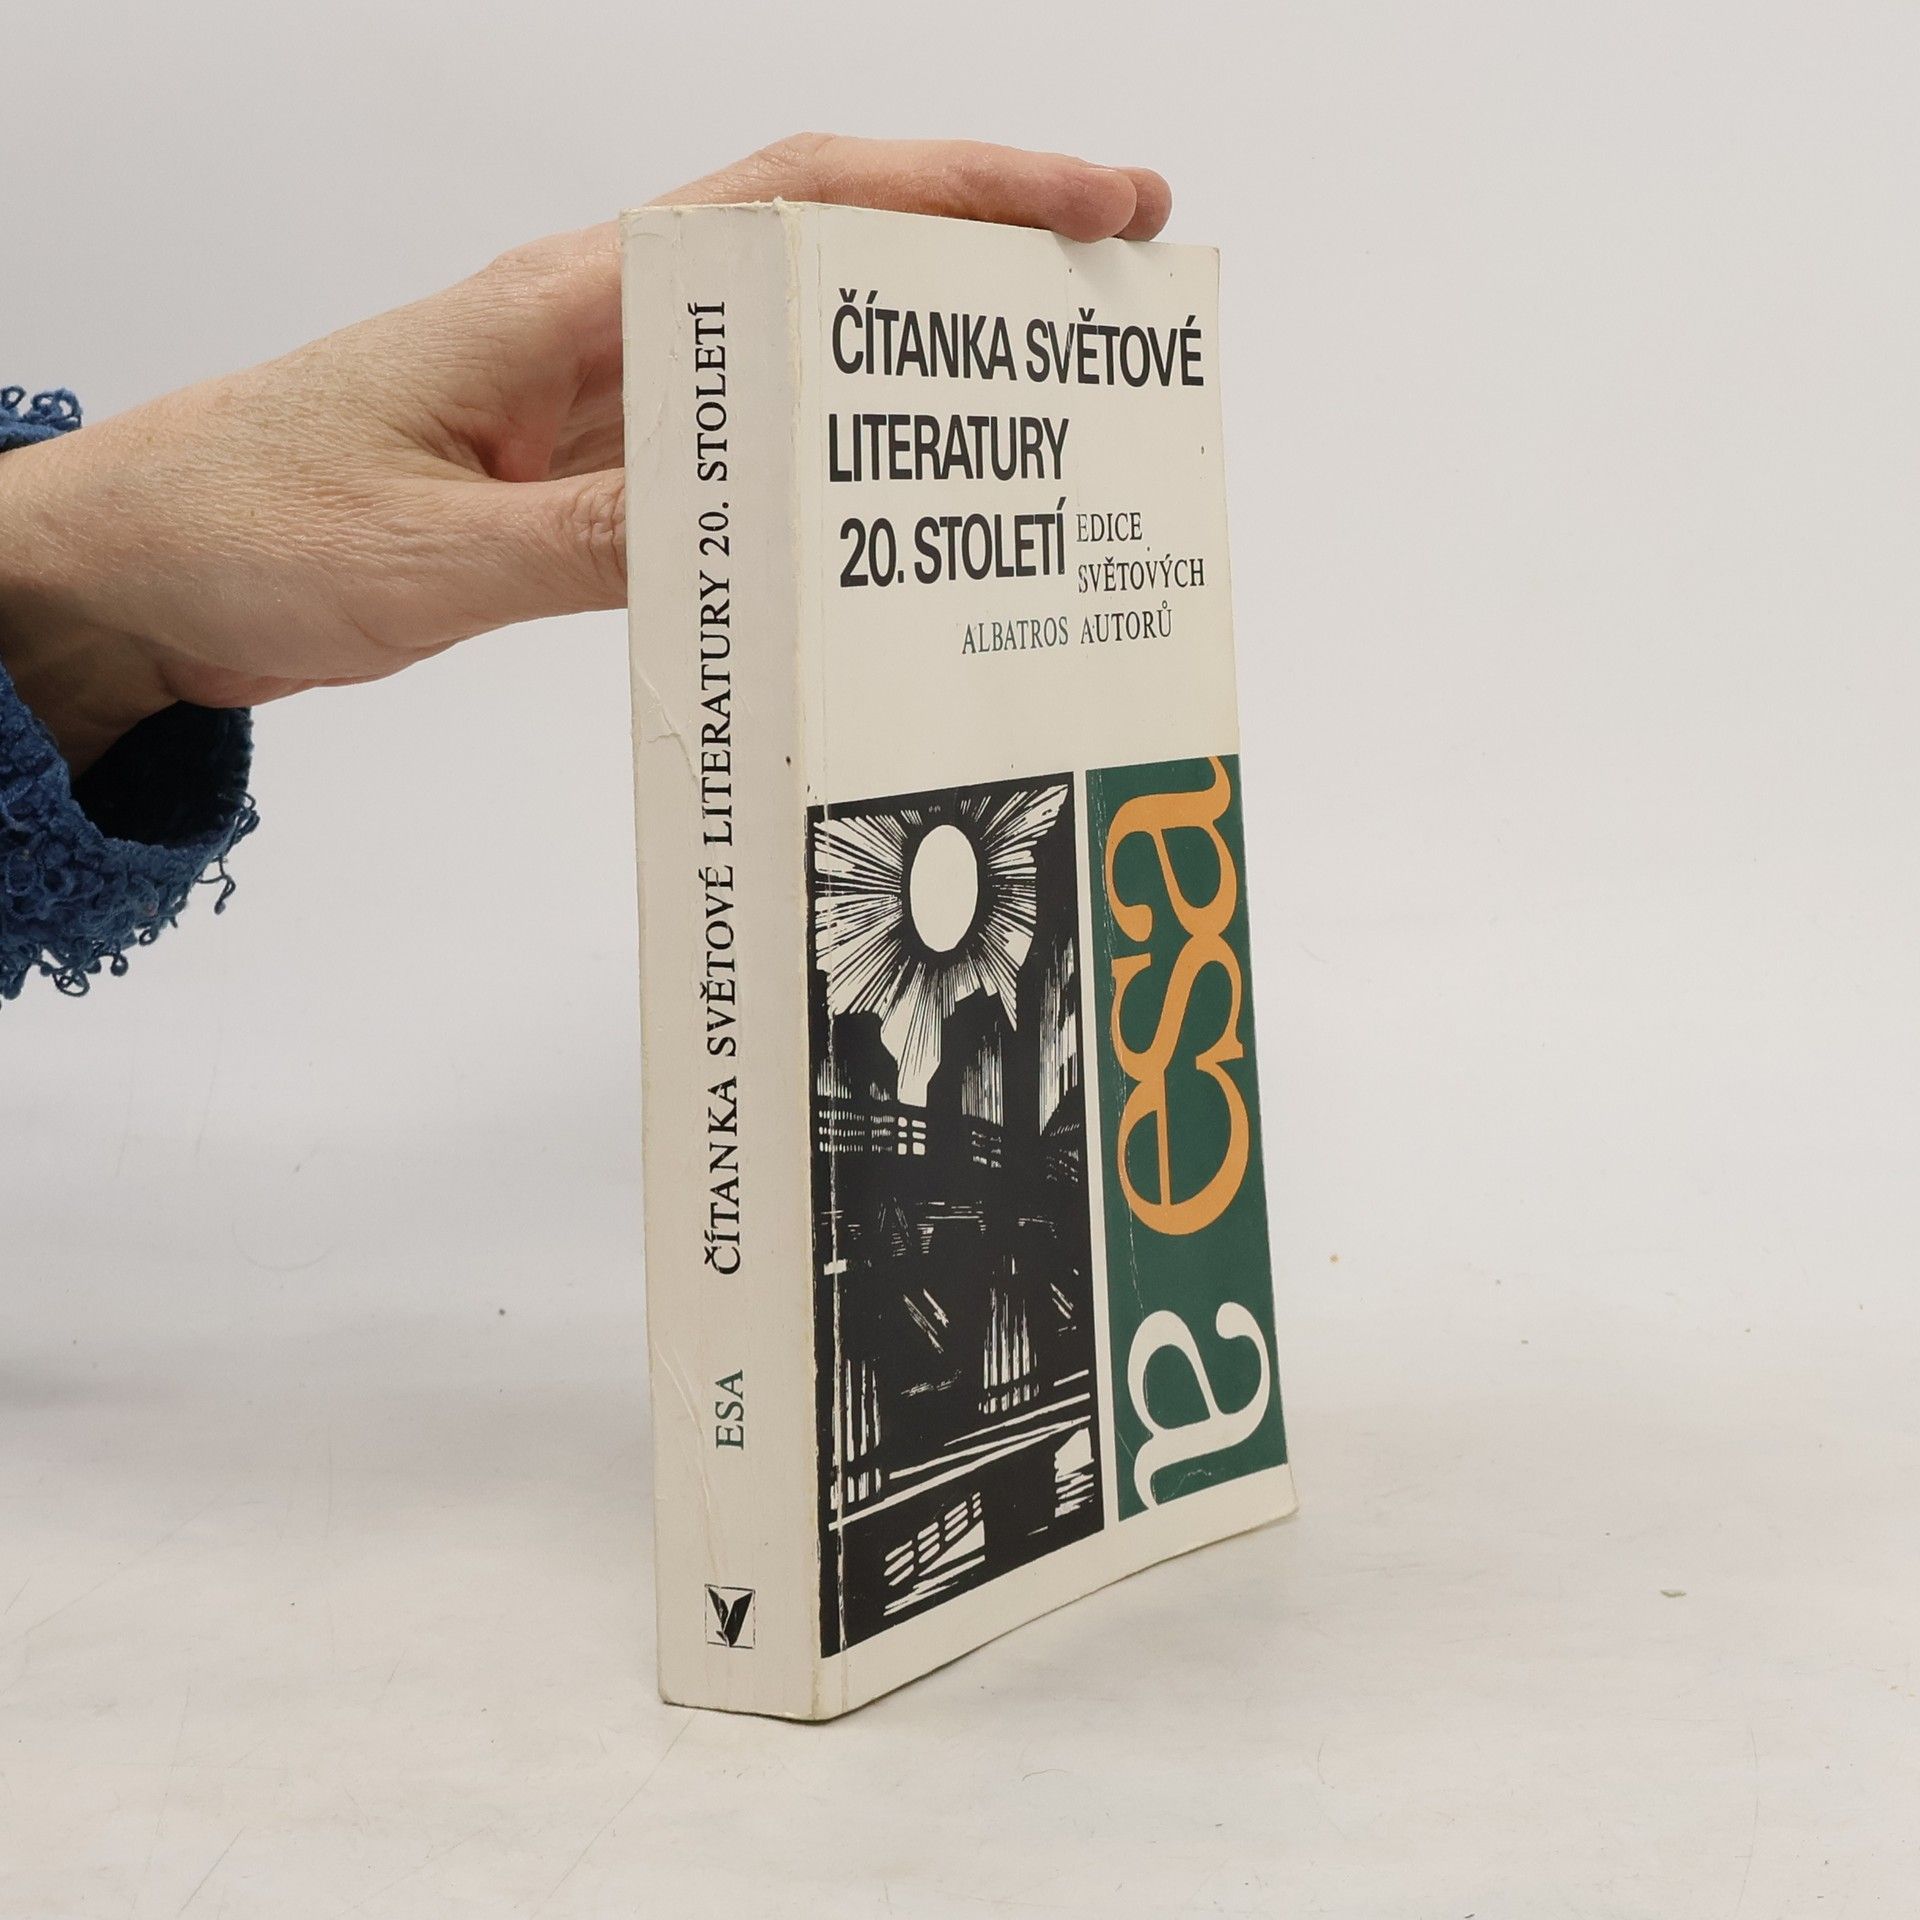 ČÍTANKA SVĚTOVÉ LITERATURY 20. STOLETÍ
ESA
ČÍTANKA SVĚTOVÉ
LITERATURY
20. STOLETÍ
EDICE
SVĚTOVÝCH
ALBATROS AUTORŮ
a esa